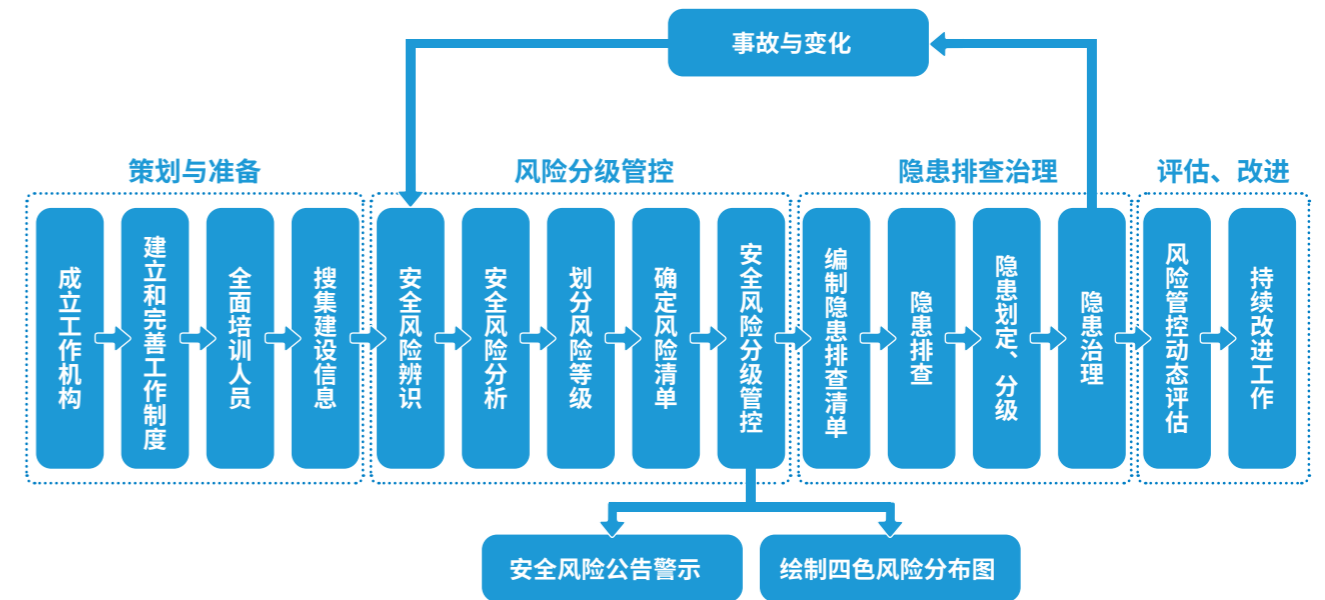 事故与变化
策划与准备
风险分级管控
隐患排查治理
评估、改进
成立工作机构
建立和完善工作制度
全面培训人员
搜集建设信息
安全风险辨识
安全风险分析
划分风险等级
确定风险清单
安全风险分级管控
编制隐患排查清单
隐患排查
隐患划定、分级
隐患治理
风险管控动态评估
持续改进工作
安全风险公告警示
绘制四色风险分布图